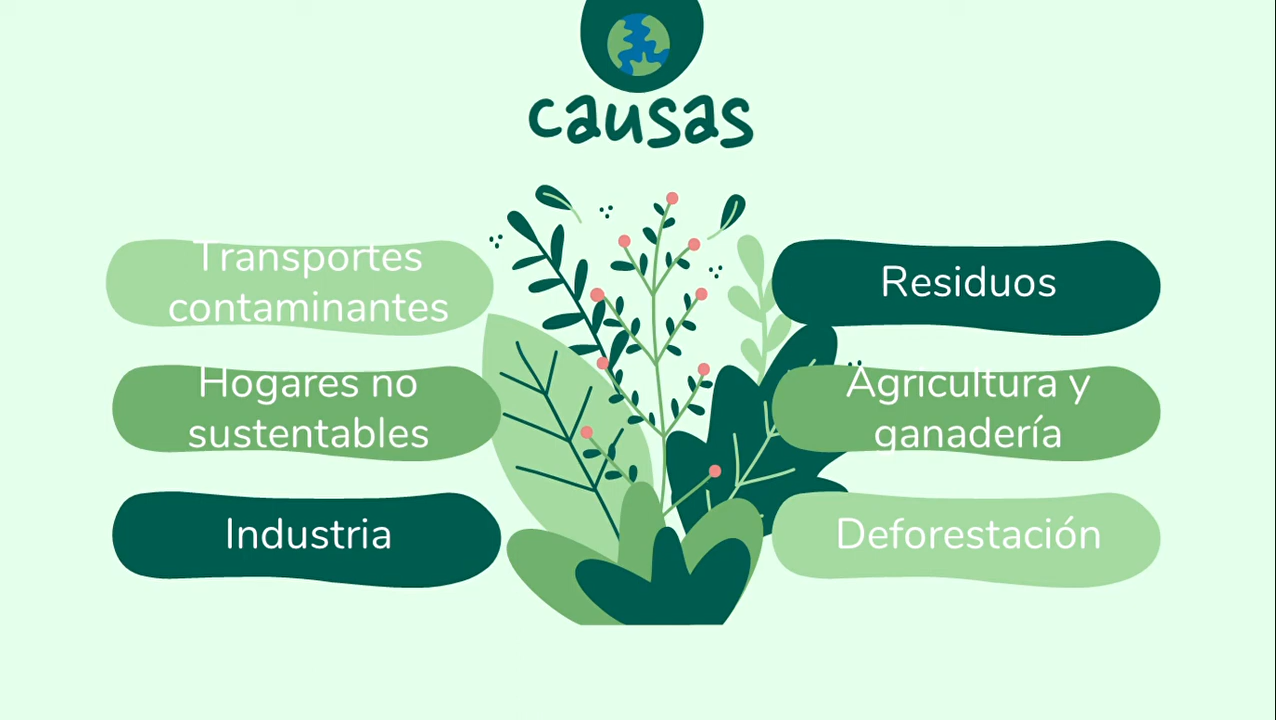 causas
Transportes
contaminantes
Hogares no
sustentables
Industria
Residuos
Agricultura y
ganadería
Deforestación